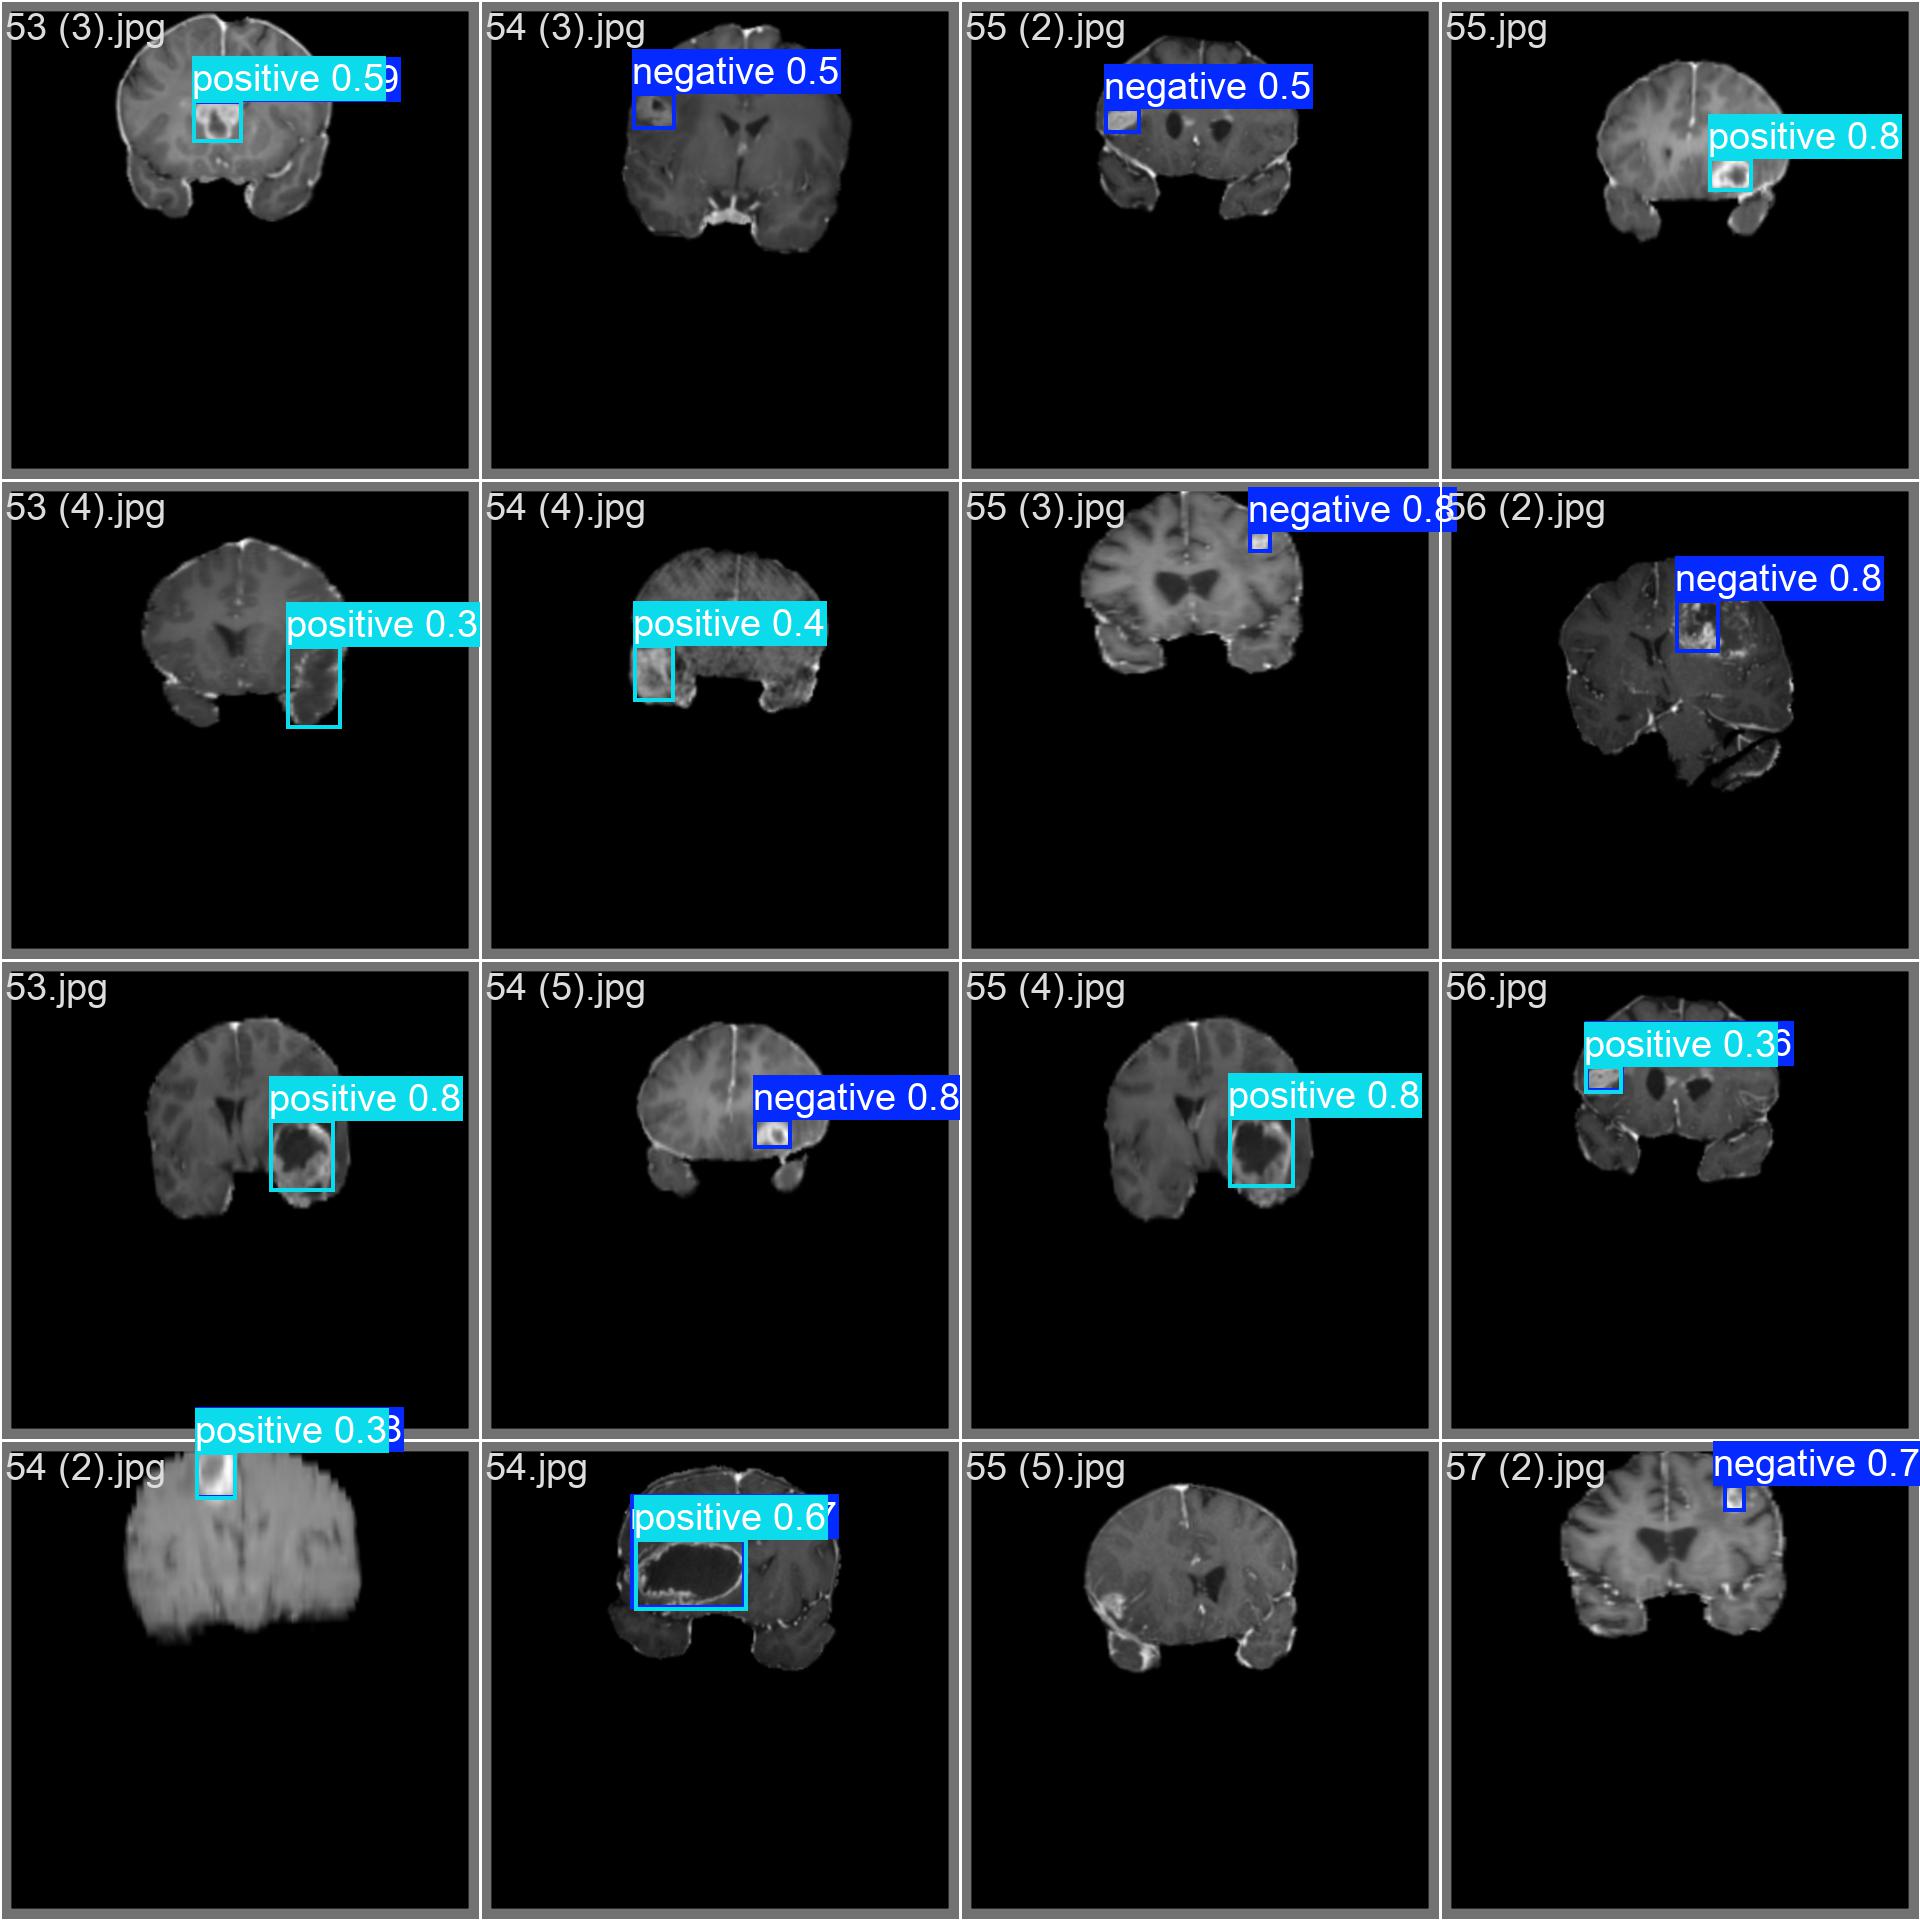 53 (3).jpg
positive 0.59
54 (3).jpg
negative 0.5
55 (2).jpg
negative 0.5
55.jpg
positive 0.8
53 (4).jpg
positive 0.3
54 (4).jpg
positive 0.4
55 (3).jpg
negative 0.8
56 (2).jpg
negative 0.8
53.jpg
positive 0.8
54 (5).jpg
negative 0.8
55 (4).jpg
positive 0.8
56.jpg
positive 0.36
54 (2).jpg
positive 0.3
54.jpg
positive 0.6
55 (5).jpg
57 (2).jpg
negative 0.7